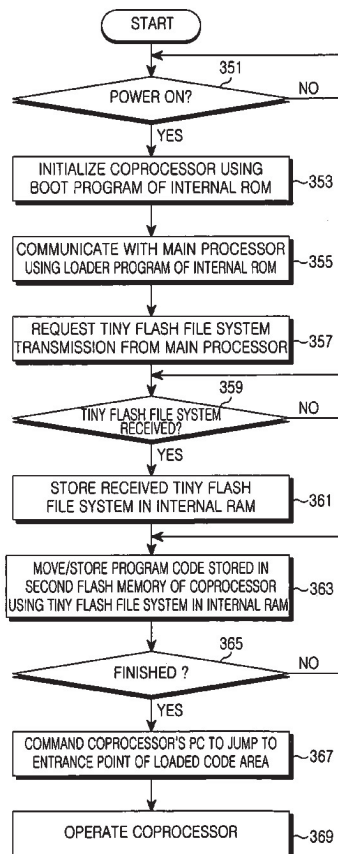 START
351
POWER ON?
NO
YES
INITIALIZE COPROCESSOR USING
BOOT PROGRAM OF INTERNAL ROM
353
COMMUNICATE WITH MAIN PROCESSOR
USING LOADER PROGRAM OF INTERNAL ROM
355
REQUEST TINY FLASH FILE SYSTEM
TRANSMISSION FROM MAIN PROCESSOR
357
359
TINY FLASH FILE SYSTEM
RECEIVED?
NO
YES
STORE RECEIVED TINY FLASH
FILE SYSTEM IN INTERNAL RAM
361
MOVE/STORE PROGRAM CODE STORED IN
SECOND FLASH MEMORY OF COPROCESSOR
USING TINY FLASH FILE SYSTEM IN INTERNAL RAM
363
365
FINISHED ?
NO
YES
COMMAND COPROCESSOR'S PC TO JUMP TO
ENTRANCE POINT OF LOADED CODE AREA
367
OPERATE COPROCESSOR
369